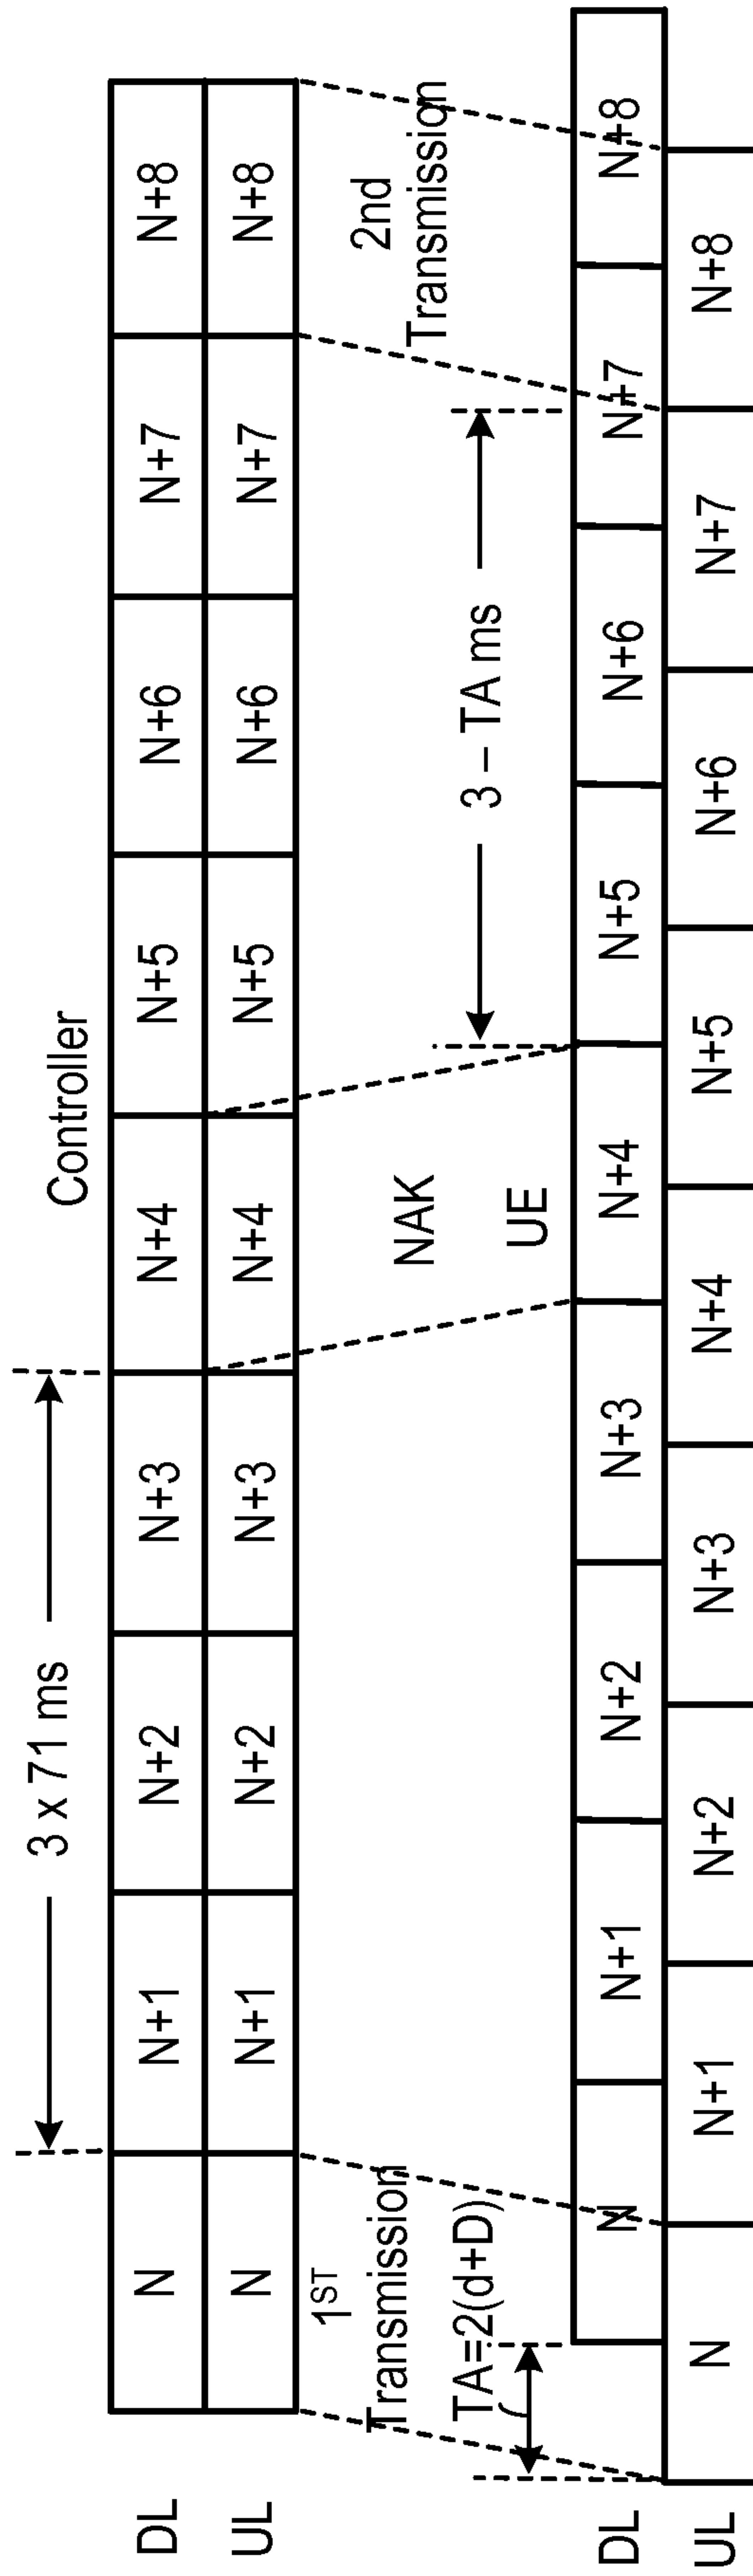 Controller
3 x 71 ms
DL N N+1 N+2 N+3 N+4 N+5 N+6 N+7 N+8
UL N N+1 N+2 N+3 N+4 N+5 N+6 N+7 N+8
1ST
Transmission
NAK
2nd
Transmission
TA=2(d+D)
3 – TA ms
UE
DL N N+1 N+2 N+3 N+4 N+5 N+6 N+7 N+8
UL N N+1 N+2 N+3 N+4 N+5 N+6 N+7 N+8